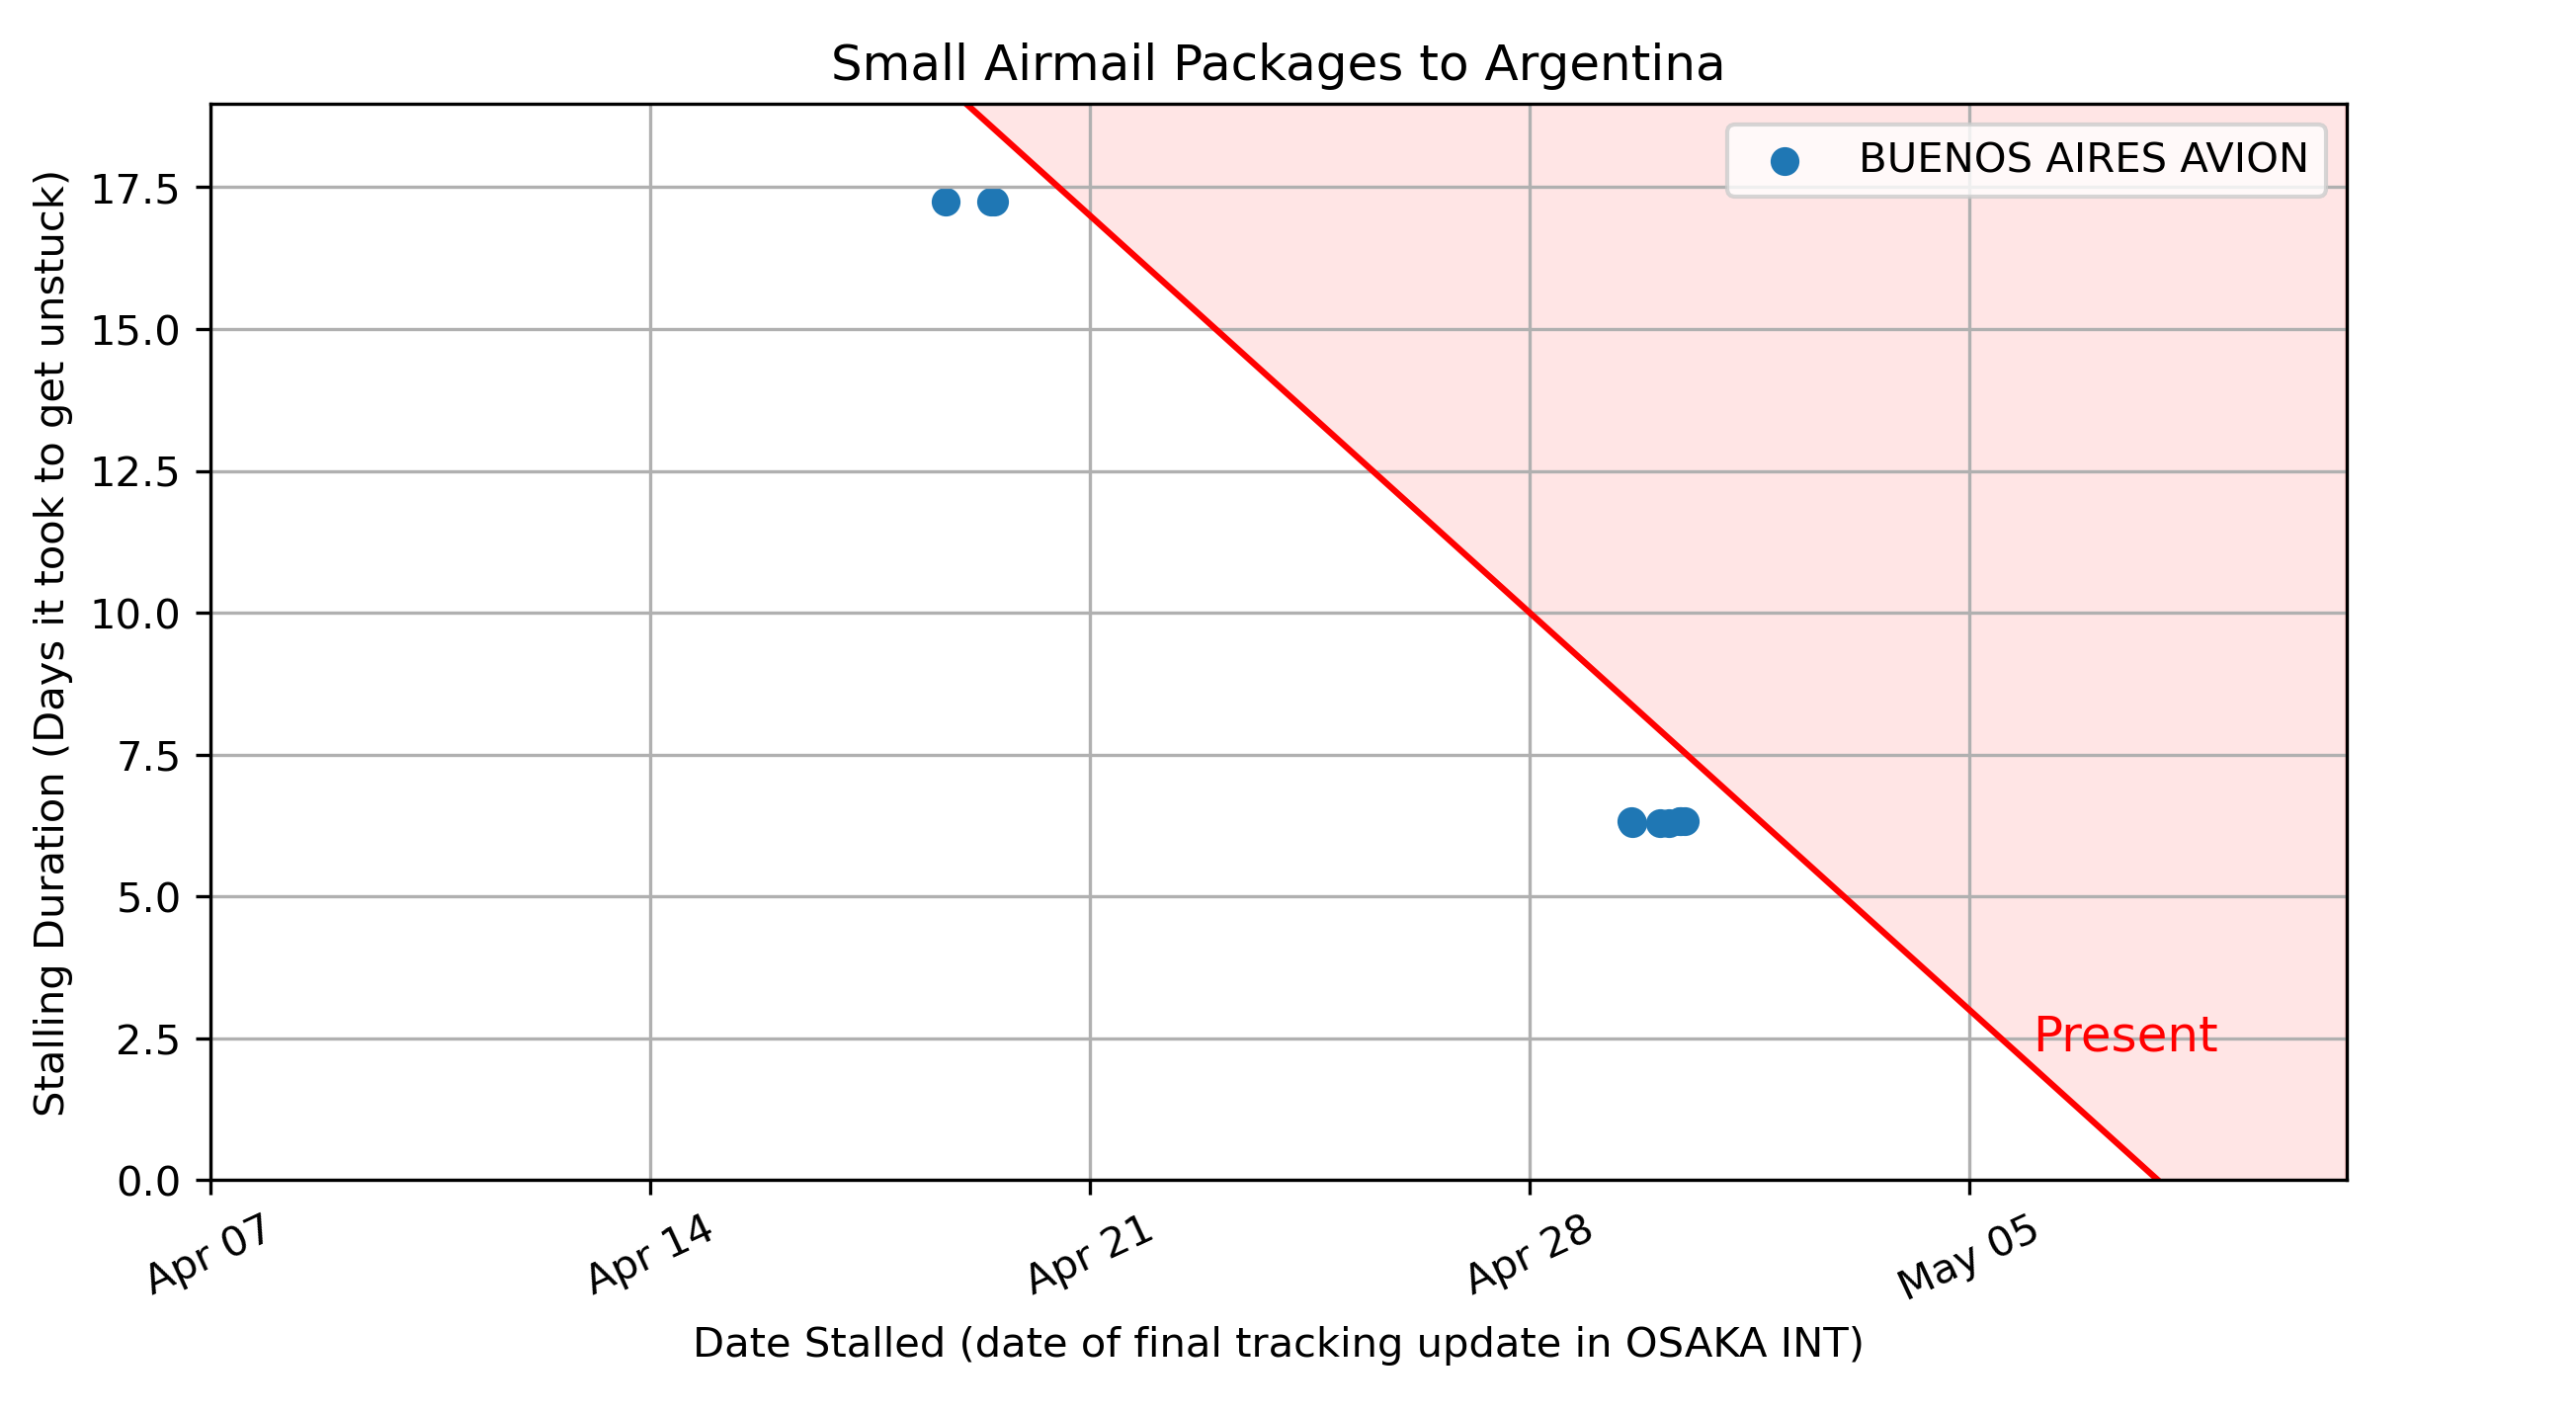 Small Airmail Packages to Argentina
BUENOS AIRES AVION
Stalling Duration (Days it took to get unstuck)
17.5
15.0
12.5
10.0
7.5
5.0
2.5
0.0
Present
Apr 07
Apr 14
Apr 21
Apr 28
May 05
Date Stalled (date of final tracking update in OSAKA INT)